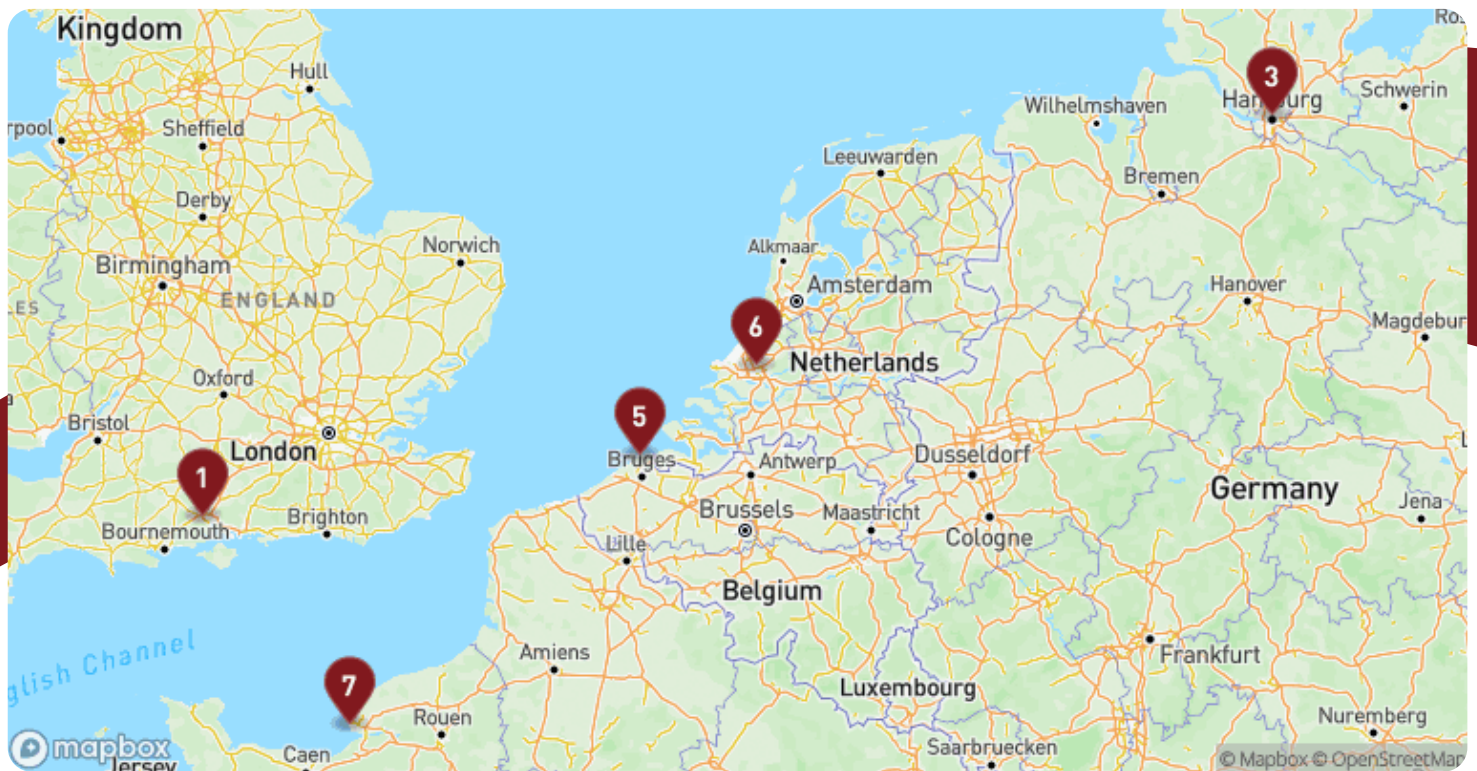 Kingdom
Ros
Hull
3
Hamburg
Schwerin
Wilhelmshaven
rpool
Sheffield
Leeuwarden
Bremen
Derby
Norwich
Alkmaar
Birmingham
ENGLAND
Amsterdam
Hanover
LES
6
Magdebur
Netherlands
Oxford
5
Bristol
London
Bruges
Antwerp
Dusseldorf
1
Germany
Jena
Bournemouth
Brighton
Brussels
Maastricht
Cologne
Lille
Belgium
glish Channel
Amiens
Frankfurt
7
Luxembourg
Rouen
Nuremberg
mapbox
Jersey
Caen
Saarbruecken
© Mapbox © OpenStreetMap